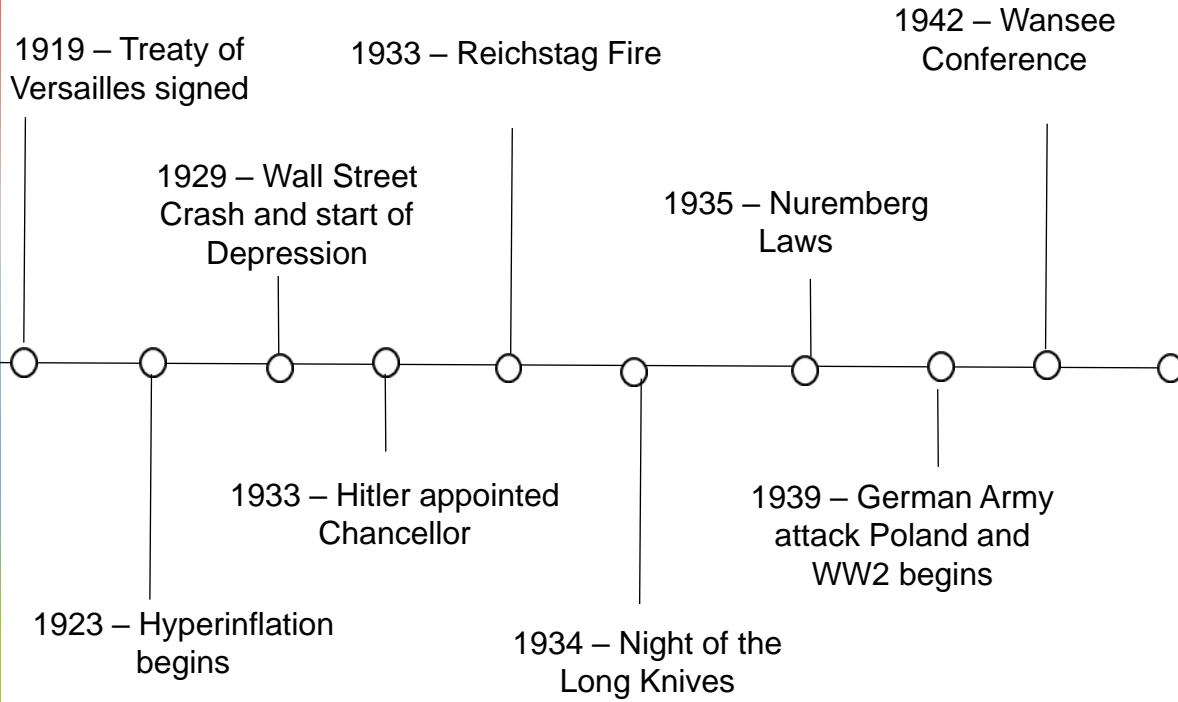 1919 – Treaty of
Versailles signed
1923 – Hyperinflation
begins
1929 – Wall Street
Crash and start of
Depression
1933 – Hitler appointed
Chancellor
1933 – Reichstag Fire
1934 – Night of the
Long Knives
1935 – Nuremberg
Laws
1939 – German Army
attack Poland and
WW2 begins
1942 – Wansee
Conference